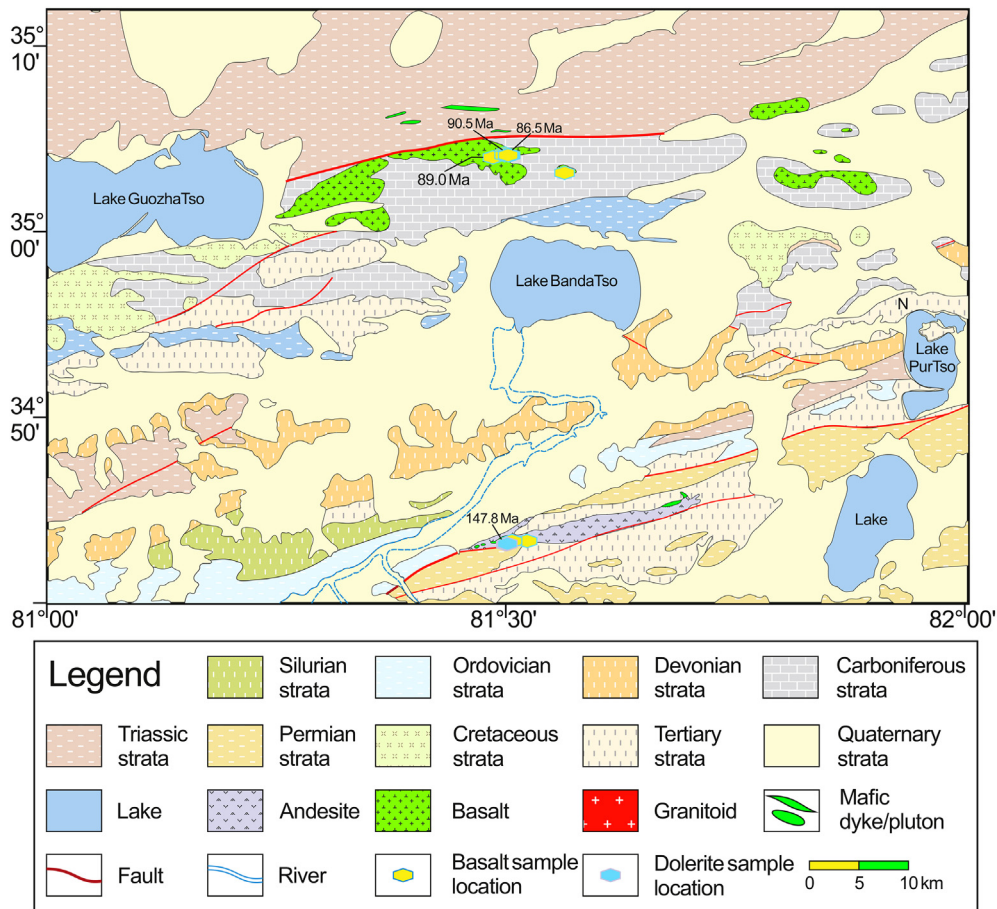 35°
10'
90.5 Ma
86.5 Ma
89.0 Ma
Lake GuozhaTso
35°
00'
Lake BandaTso
N
Lake
PurTso
34°
50'
147.8 Ma
Lake
81°00'
81°30'
82°00'
Legend
Silurian
strata
Ordovician
strata
Devonian
strata
Carboniferous
strata
Triassic
strata
Permian
strata
Cretaceous
strata
Tertiary
strata
Quaternary
strata
Lake
Andesite
Basalt
Granitoid
Mafic
dyke/pluton
Fault
River
Basalt sample
location
Dolerite sample
location
0 5 10 km